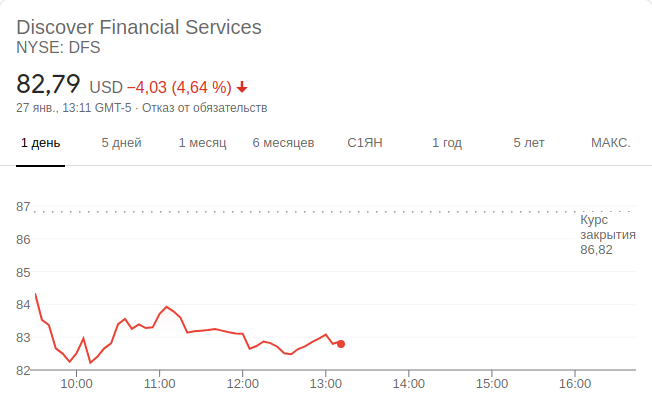 Discover Financial Services
NYSE: DFS
82,79 USD −4,03 (4,64 %)
27 янв., 13:11 GMT-5 · Отказ от обязательств
1 день 5 дней 1 месяц 6 месяцев С1ЯН 1 год 5 лет МАКС.
87
Курс
закрытия
86,82
86
85
84
83
82
10:00 11:00 12:00 13:00 14:00 15:00 16:00